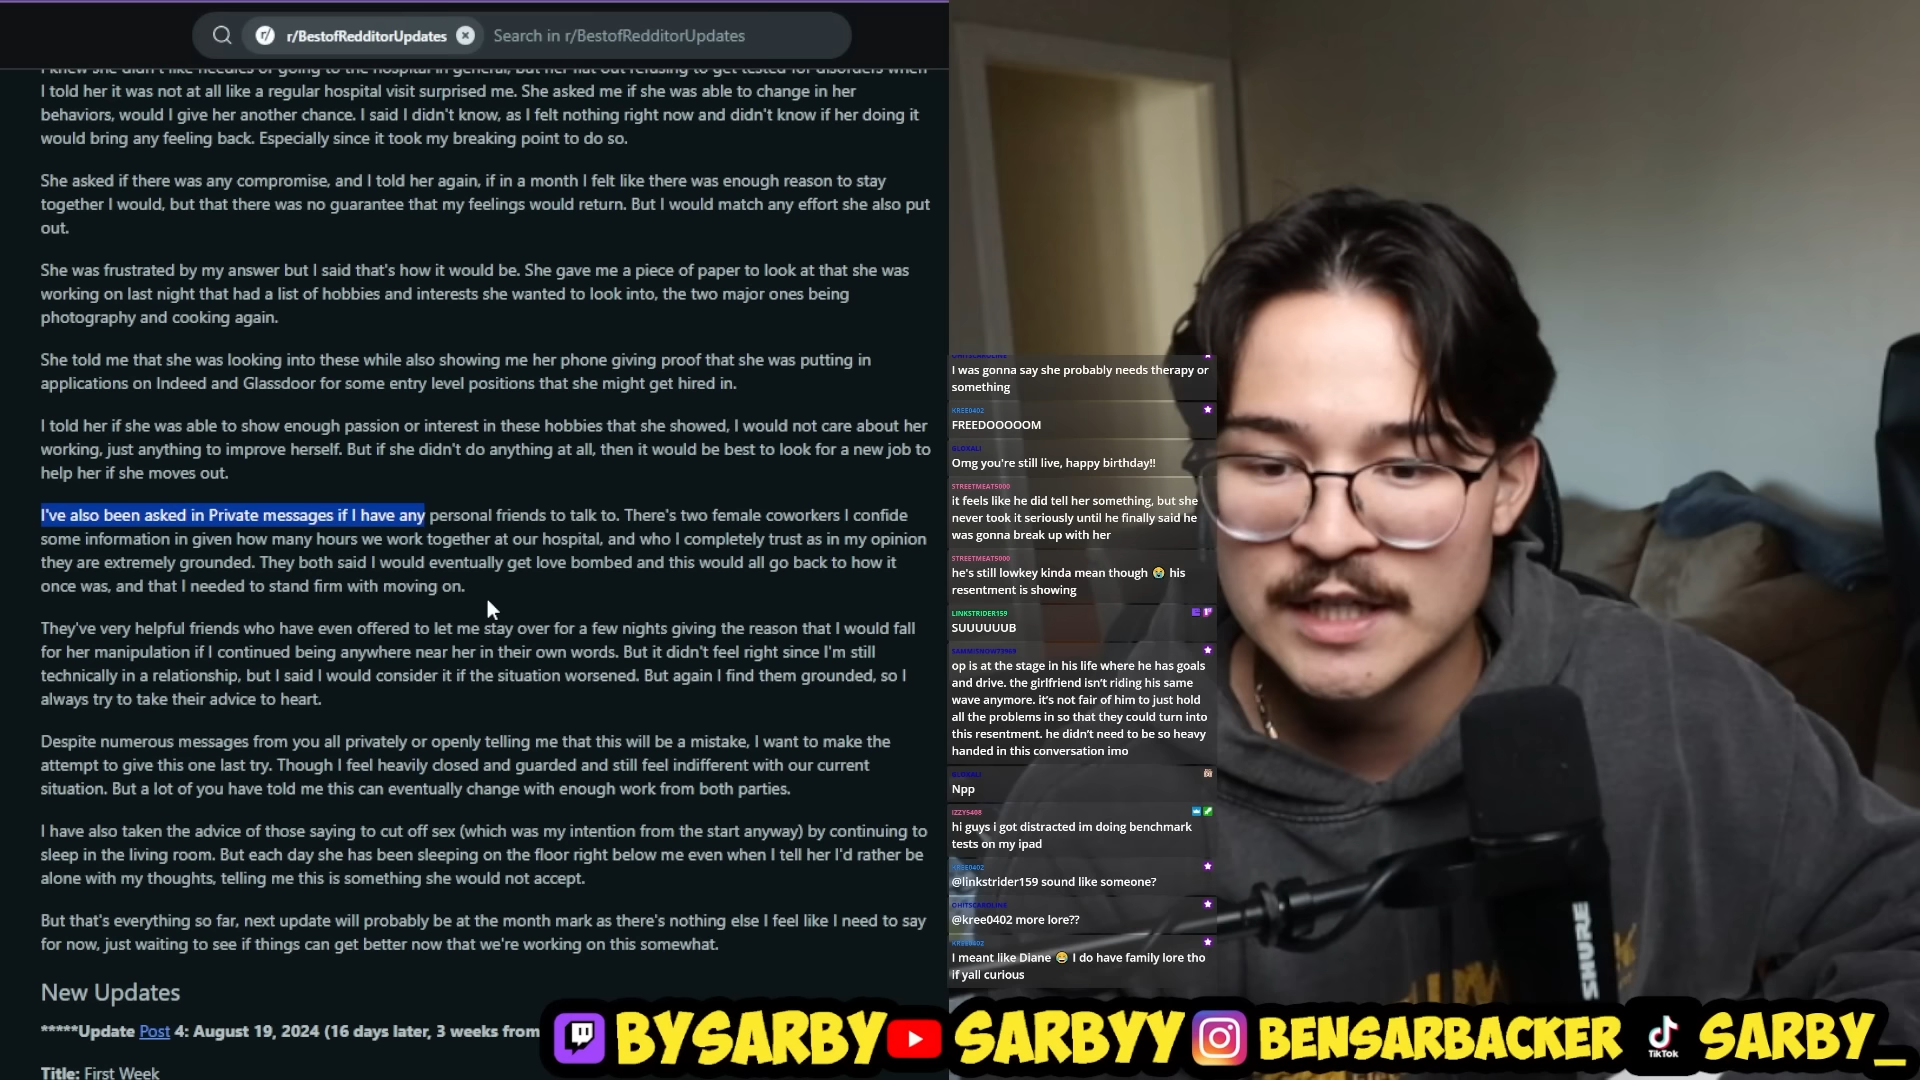 r/BestofRedditorUpdates
Search in r/BestofRedditorUpdates
I knew she didn't like needles or going to the hospital in general, but her flat out refusing to get tested for disorders when
I told her it was not at all like a regular hospital visit surprised me. She asked me if she was able to change in her
behaviors, would I give her another chance. I said I didn't know, as I felt nothing right now and didn't know if her doing it
would bring any feeling back. Especially since it took my breaking point to do so.
She asked if there was any compromise, and I told her again, if in a month I felt like there was enough reason to stay
together I would, but that there was no guarantee that my feelings would return. But I would match any effort she also put
out.
She was frustrated by my answer but I said that's how it would be. She gave me a piece of paper to look at that she was
working on last night that had a list of hobbies and interests she wanted to look into, the two major ones being
photography and cooking again.
She told me that she was looking into these while also showing me her phone giving proof that she was putting in
applications on Indeed and Glassdoor for some entry level positions that she might get hired in.
I told her if she was able to show enough passion or interest in these hobbies that she showed, I would not care about her
working, just anything to improve herself. But if she didn't do anything at all, then it would be best to look for a new job to
help her if she moves out.
I've also been asked in Private messages if I have any personal friends to talk to. There's two female coworkers I confide
some information in given how many hours we work together at our hospital, and who I completely trust as in my opinion
they are extremely grounded. They both said I would eventually get love bombed and this would all go back to how it
once was, and that I needed to stand firm with moving on.
They've very helpful friends who have even offered to let me stay over for a few nights giving the reason that I would fall
for her manipulation if I continued being anywhere near her in their own words. But it didn't feel right since I'm still
technically in a relationship, but I said I would consider it if the situation worsened. But again I find them grounded, so I
always try to take their advice to heart.
Despite numerous messages from you all privately or openly telling me that this will be a mistake, I want to make the
attempt to give this one last try. Though I feel heavily closed and guarded and still feel indifferent with our current
situation. But a lot of you have told me this can eventually change with enough work from both parties.
I have also taken the advice of those saying to cut off sex (which was my intention from the start anyway) by continuing to
sleep in the living room. But each day she has been sleeping on the floor right below me even when I tell her I'd rather be
alone with my thoughts, telling me this is something she would not accept.
But that's everything so far, next update will probably be at the month mark as there's nothing else I feel like I need to say
for now, just waiting to see if things can get better now that we're working on this somewhat.
New Updates
*****Update Post 4: August 19, 2024 (16 days later, 3 weeks from
Title: First Week
OHITSCAROLINE
I was gonna say she probably needs therapy or
something
KREE0402
FREEDOOOOOM
GLOXALI
Omg you're still live, happy birthday!!
STREETMEAT5000
it feels like he did tell her something, but she
never took it seriously until he finally said he
was gonna break up with her
STREETMEAT5000
he's still lowkey kinda mean though 😭 his
resentment is showing
LINKSTRIDER159
SUUUUUUB
op is at the stage in his life where he has goals
and drive. the girlfriend isn't riding his same
wave anymore. it's not fair of him to just hold
all the problems in so that they could turn into
this resentment. he didn't need to be so heavy
handed in this conversation imo
GLOXALI
Npp
IZZY5408
hi guys i got distracted im doing benchmark
tests on my ipad
KREE0402
@linkstrider159 sound like someone?
OHITSCAROLINE
@kree0402 more lore??
KREE0402
I meant like Diane 😂 I do have family lore tho
if yall curious
SHURE
BYSARBY
SARBYY
BENSARBACKER
TikTok
SARBY_